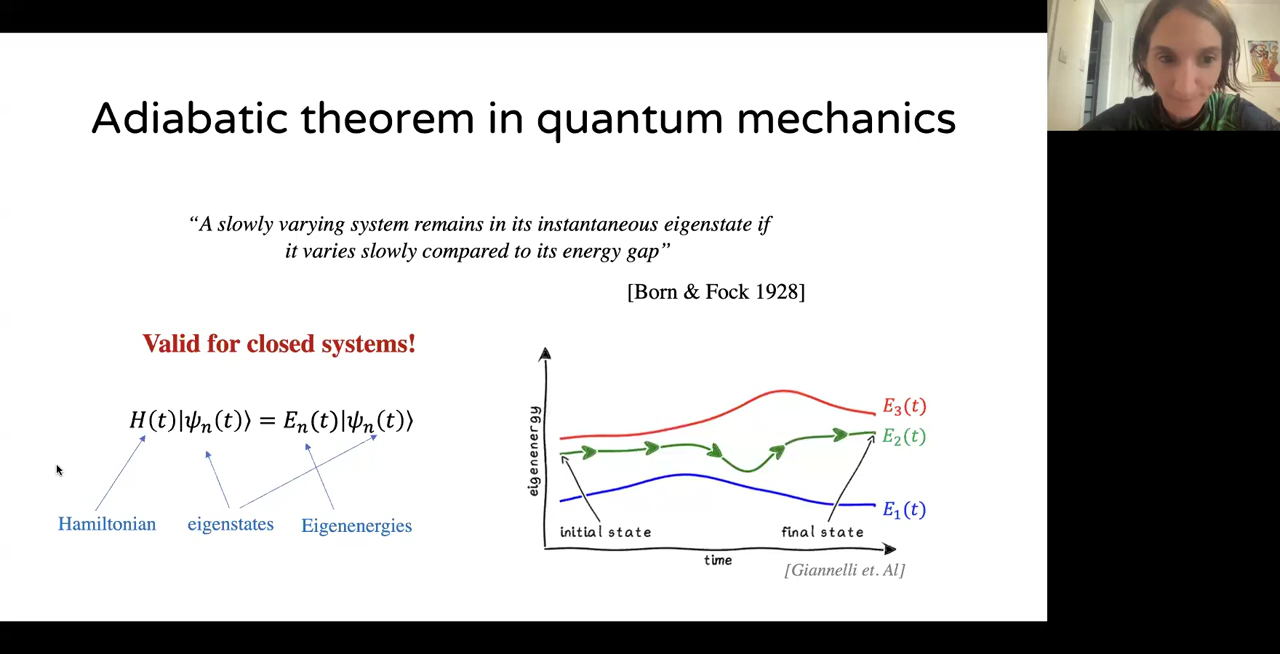 Adiabatic theorem in quantum mechanics
“A slowly varying system remains in its instantaneous eigenstate if
it varies slowly compared to its energy gap”
[Born & Fock 1928]
Valid for closed systems!
H(t)|ψₙ(t)⟩ = Eₙ(t)|ψₙ(t)⟩
Hamiltonian
eigenstates
Eigenenergies
eigenenergy
E₃(t)
E₂(t)
E₁(t)
initial state
final state
time
[Giannelli et. Al]